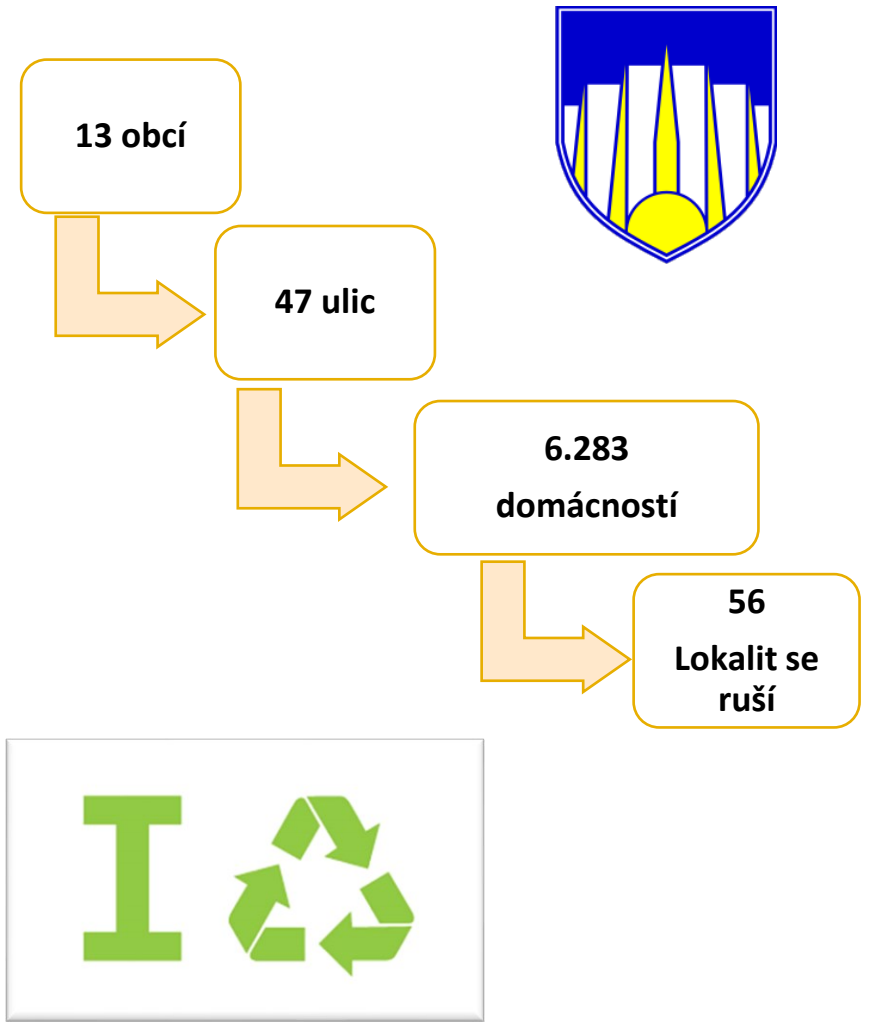 13 obcí
47 ulic
6.283
domácností
56
Lokalit se
ruší
I